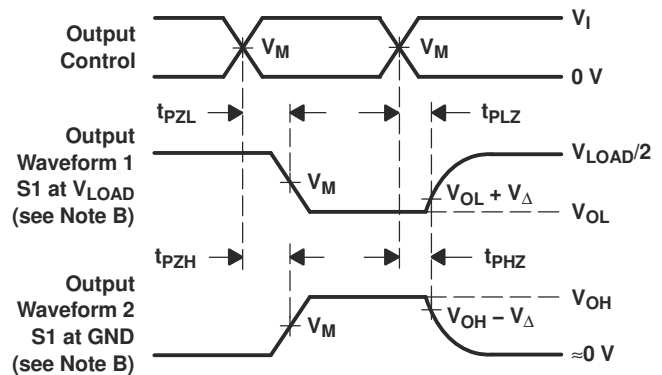 Output
Control
V_M
V_M
V_I
0 V
t_PZL
t_PLZ
Output
Waveform 1
S1 at V_LOAD
(see Note B)
V_M
V_LOAD/2
V_OL + V_Δ
V_OL
t_PZH
t_PHZ
Output
Waveform 2
S1 at GND
(see Note B)
V_M
V_OH
V_OH − V_Δ
≈0 V